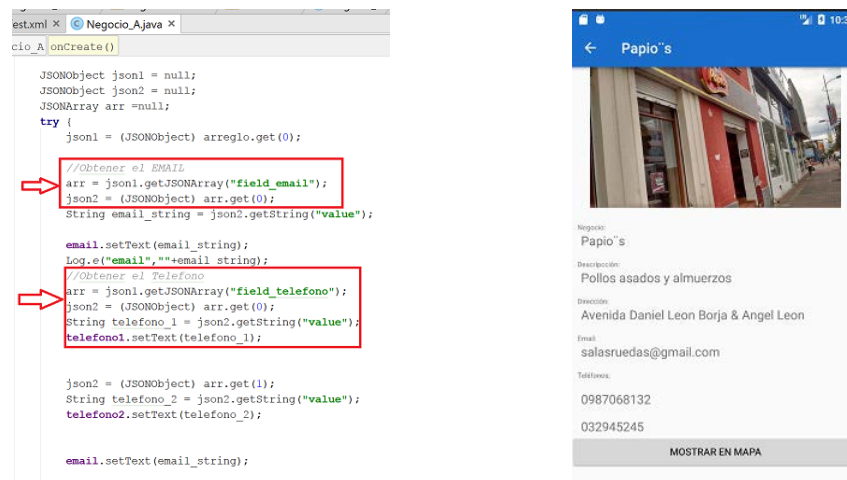 est.xml × C Negocio_A.java ×
cio_A onCreate()
JSONObject json1 = null;
JSONObject json2 = null;
JSONArray arr =null;
try {
json1 = (JSONObject) arreglo.get(0);
//Obtener el EMAIL
arr = json1.getJSONArray("field_email");
json2 = (JSONObject) arr.get(0);
String email_string = json2.getString("value");
email.setText(email_string);
Log.e("email",""+email_string);
//Obtener el Telefono
arr = json1.getJSONArray("field_telefono");
json2 = (JSONObject) arr.get(0);
String telefono_1 = json2.getString("value");
telefono1.setText(telefono_1);
json2 = (JSONObject) arr.get(1);
String telefono_2 = json2.getString("value");
telefono2.setText(telefono_2);
email.setText(email_string);
10:3
Papio¨s
Negocio:
Papio¨s
Descripcción:
Pollos asados y almuerzos
Dirección:
Avenida Daniel Leon Borja & Angel Leon
Email:
salasruedas@gmail.com
Teléfonos:
0987068132
032945245
MOSTRAR EN MAPA